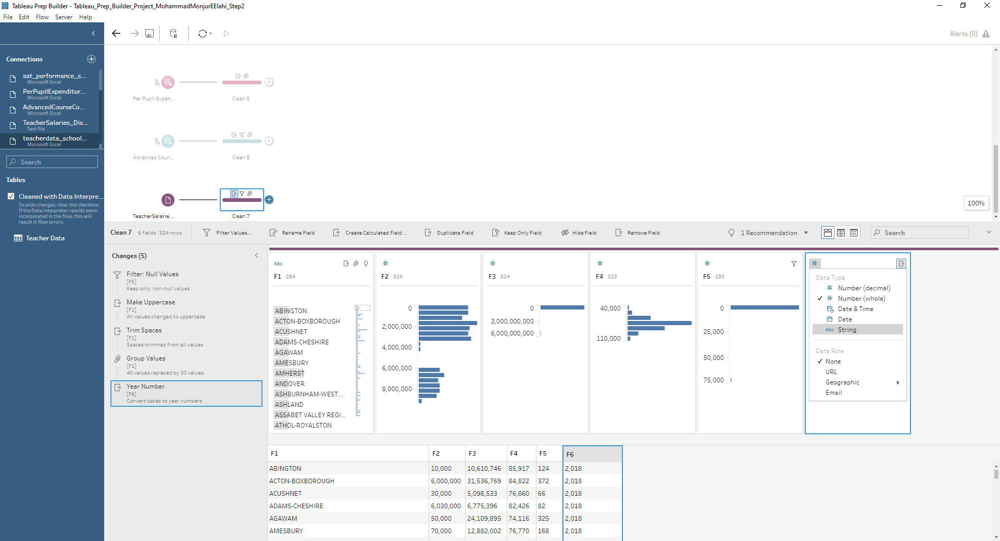 Tableau Prep Builder - Tableau_Prep_Builder_Project_MohammadMonjurEElahi_Step2
File Edit Flow Server Help
Alerts (0)
Connections
sat_performance_s...
Microsoft Excel
PerPupilExpenditur...
Microsoft Excel
AdvancedCourseCo...
Microsoft Excel
TeacherSalaries_Dis...
Text file
teacherdata_school...
Microsoft Excel
Search
Tables
Cleaned with Data Interpre...
To undo changes, clear the checkbox.
If the Data Interpreter results were
incorporated in the flow, this will
result in flow errors.
Teacher Data
Per Pupil Expen...
Clean 5
Advanced Cour...
Clean 6
TeacherSalarie...
Clean 7
100%
Clean 7 6 fields 324 rows Filter Values... Rename Field Create Calculated Field... Duplicate Field Keep Only Field Hide Field Remove Field 1 Recommendation Search
Changes (5)
Filter: Null Values
[F5]
Keep only: non-null values
Make Uppercase
[F1]
All values changed to uppercase
Trim Spaces
[F1]
Spaces trimmed from all values
Group Values
[F1]
40 values replaced by 30 values
Year Number
[F6]
Convert dates to year numbers
Abc
F1 284
ABINGTON
ACTON-BOXBOROUGH
ACUSHNET
ADAMS-CHESHIRE
AGAWAM
AMESBURY
AMHERST
ANDOVER
ASHBURNHAM-WEST...
ASHLAND
ASSABET VALLEY REGI...
ATHOL-ROYALSTON
#
F2 324
0
2,000,000
4,000,000
6,000,000
8,000,000
#
F3 324
0
3,000,000,000
6,000,000,000
#
F4 323
40,000
110,000
#
F5 230
0
25,000
50,000
75,000
#
Data Type
# Number (decimal)
# Number (whole)
Date & Time
Date
Abc String
Data Role
None
URL
Geographic
Email
F1 F2 F3 F4 F5 F6
ABINGTON 10,000 10,610,746 85,917 124 2,018
ACTON-BOXBOROUGH 6,000,000 31,536,769 84,822 372 2,018
ACUSHNET 30,000 5,098,533 76,860 66 2,018
ADAMS-CHESHIRE 6,030,000 6,775,396 82,426 82 2,018
AGAWAM 50,000 24,109,895 74,116 325 2,018
AMESBURY 70,000 12,882,002 76,770 168 2,018